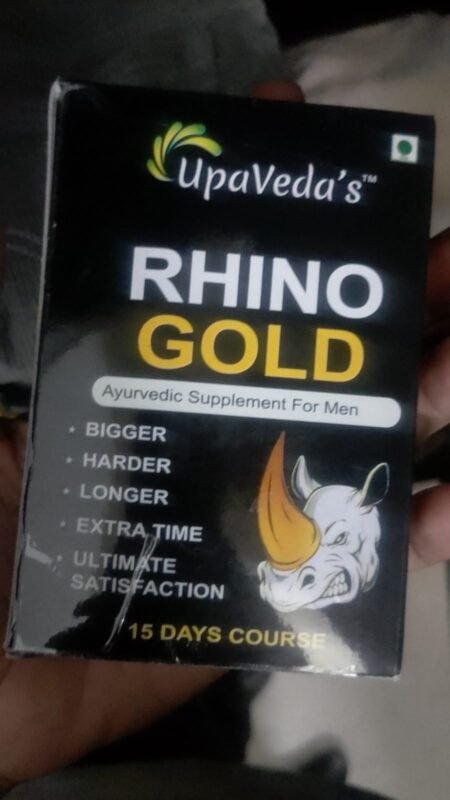 UpaVeda's™
RHINO
GOLD
Ayurvedic Supplement For Men
* BIGGER
* HARDER
* LONGER
* EXTRA TIME
* ULTIMATE
SATISFACTION
15 DAYS COURSE